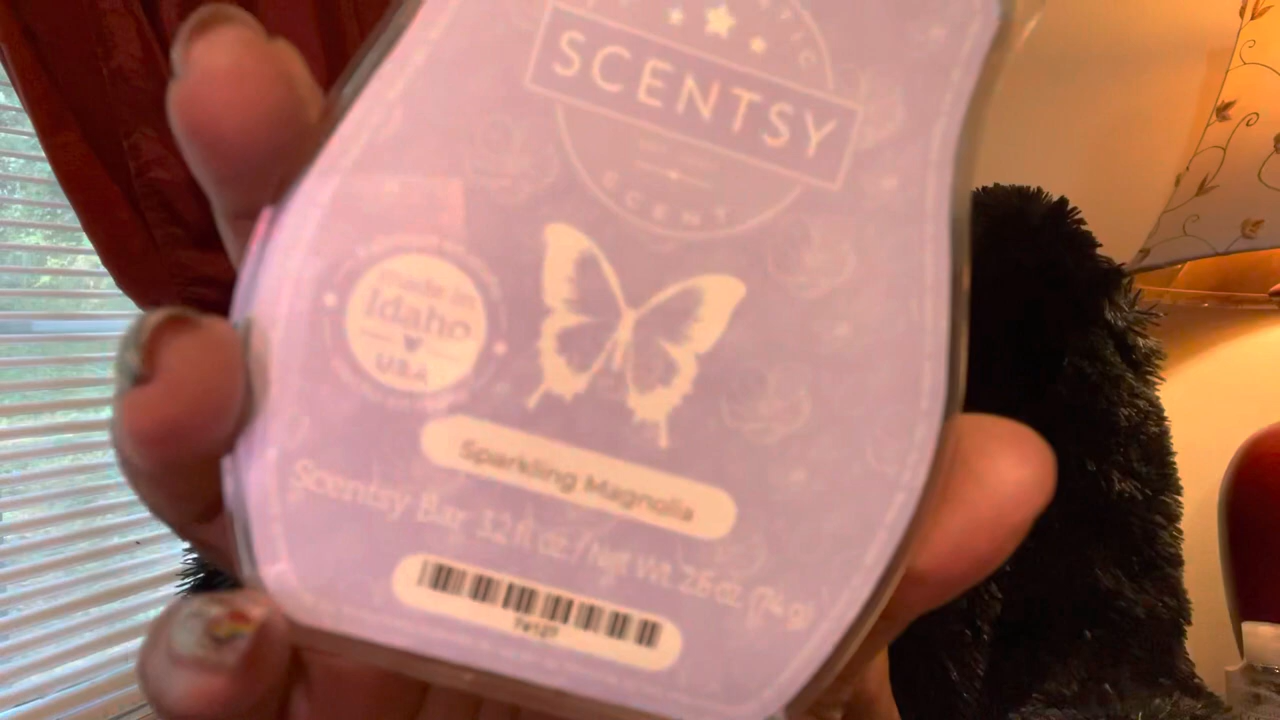 SCENTSY
SCENT
made in
Idaho
USA
Sparkling Magnolia
Scentsy Bar 3.2 fl oz / Net Wt 2.6 oz (74 g)